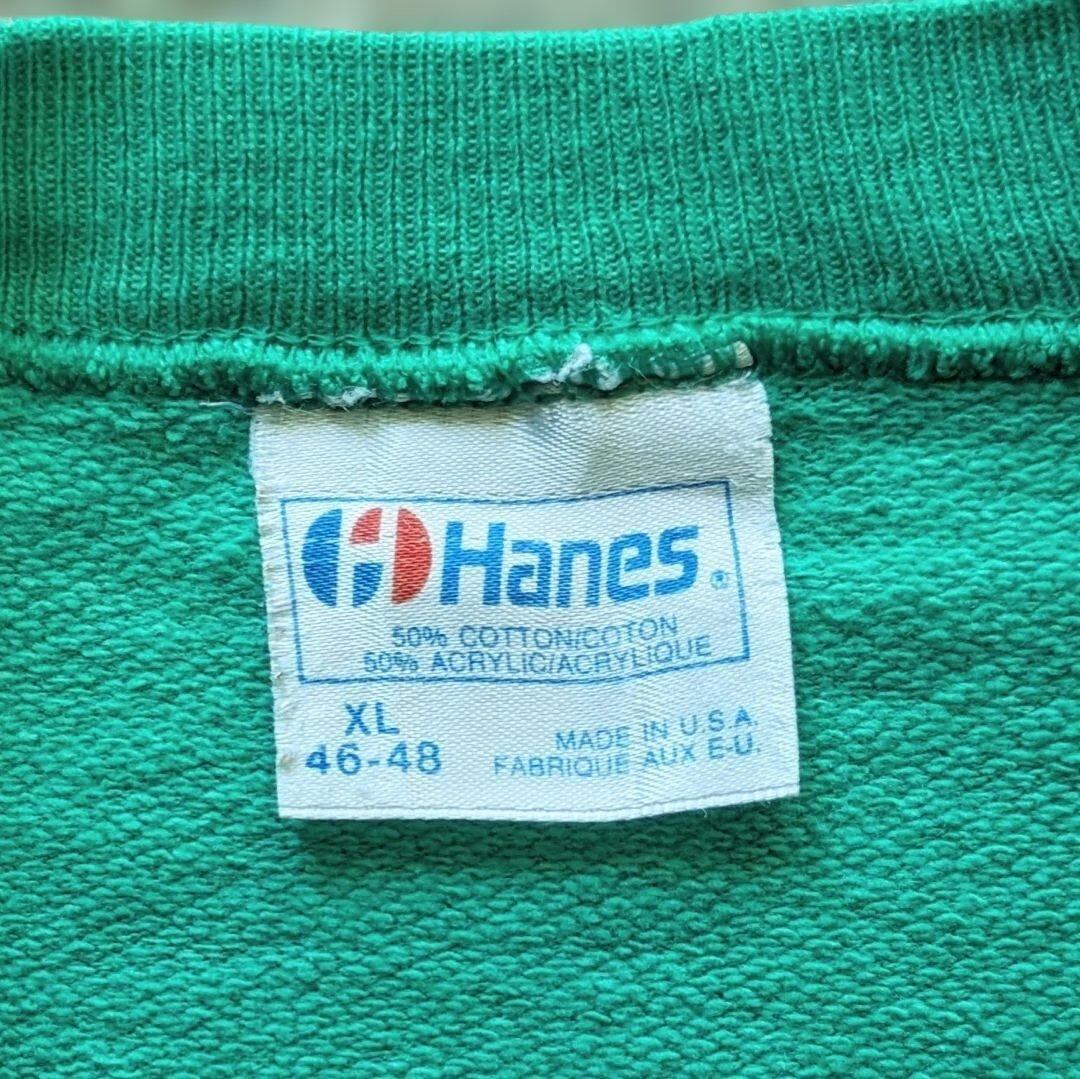 Hanes®
50% COTTON/COTON
50% ACRYLIC/ACRYLIQUE
XL
46-48
MADE IN U.S.A.
FABRIQUE AUX E-U.